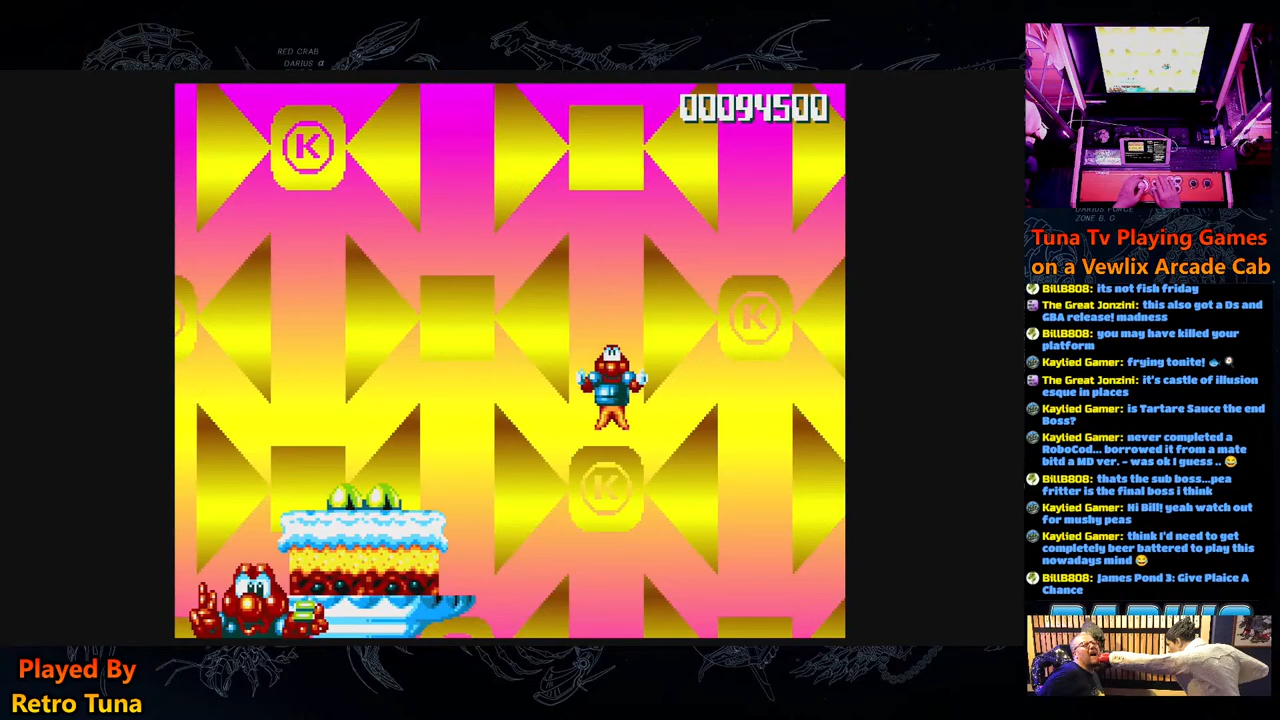 RED CRAB
DARIUS α
00094500
K
K
K
K
DARIUS FORCE
ZONE B. C
Tuna Tv Playing Games
on a Vewlix Arcade Cab
BillB808: its not fish friday
The Great Jonzini: this also got a Ds and
GBA release! madness
BillB808: you may have killed your
platform
Kaylied Gamer: frying tonite! 🐟 🍳
The Great Jonzini: it's castle of illusion
esque in places
Kaylied Gamer: is Tartare Sauce the end
Boss?
Kaylied Gamer: never completed a
RoboCod... borrowed it from a mate
bitd a MD ver. - was ok I guess .. 😂
BillB808: thats the sub boss...pea
fritter is the final boss i think
Kaylied Gamer: Hi Bill! yeah watch out
for mushy peas
Kaylied Gamer: think I'd need to get
completely beer battered to play this
nowadays mind 😂
BillB808: James Pond 3: Give Plaice A
Chance
DARIUS
Played By
Retro Tuna